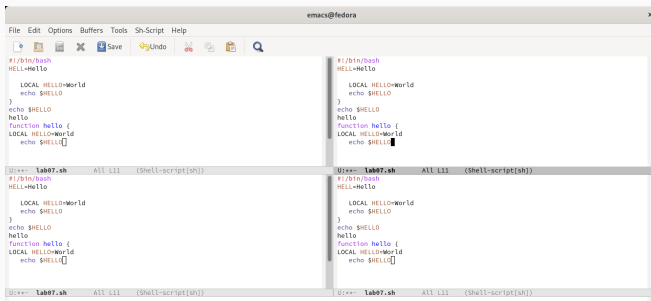 emacs@fedora
File Edit Options Buffers Tools Sh-Script Help
Save Undo
#!/bin/bash
HELL=Hello
LOCAL HELLO=World
echo $HELLO
}
echo $HELLO
hello
function hello {
LOCAL HELLO=World
echo $HELLO
U:**- lab07.sh All L11 (Shell-script[sh])
#!/bin/bash
HELL=Hello
LOCAL HELLO=World
echo $HELLO
}
echo $HELLO
hello
function hello {
LOCAL HELLO=World
echo $HELLO
U:**- lab07.sh All L11 (Shell-script[sh])
#!/bin/bash
HELL=Hello
LOCAL HELLO=World
echo $HELLO
}
echo $HELLO
hello
function hello {
LOCAL HELLO=World
echo $HELLO
U:**- lab07.sh All L11 (Shell-script[sh])
#!/bin/bash
HELL=Hello
LOCAL HELLO=World
echo $HELLO
}
echo $HELLO
hello
function hello {
LOCAL HELLO=World
echo $HELLO
U:**- lab07.sh All L11 (Shell-script[sh])